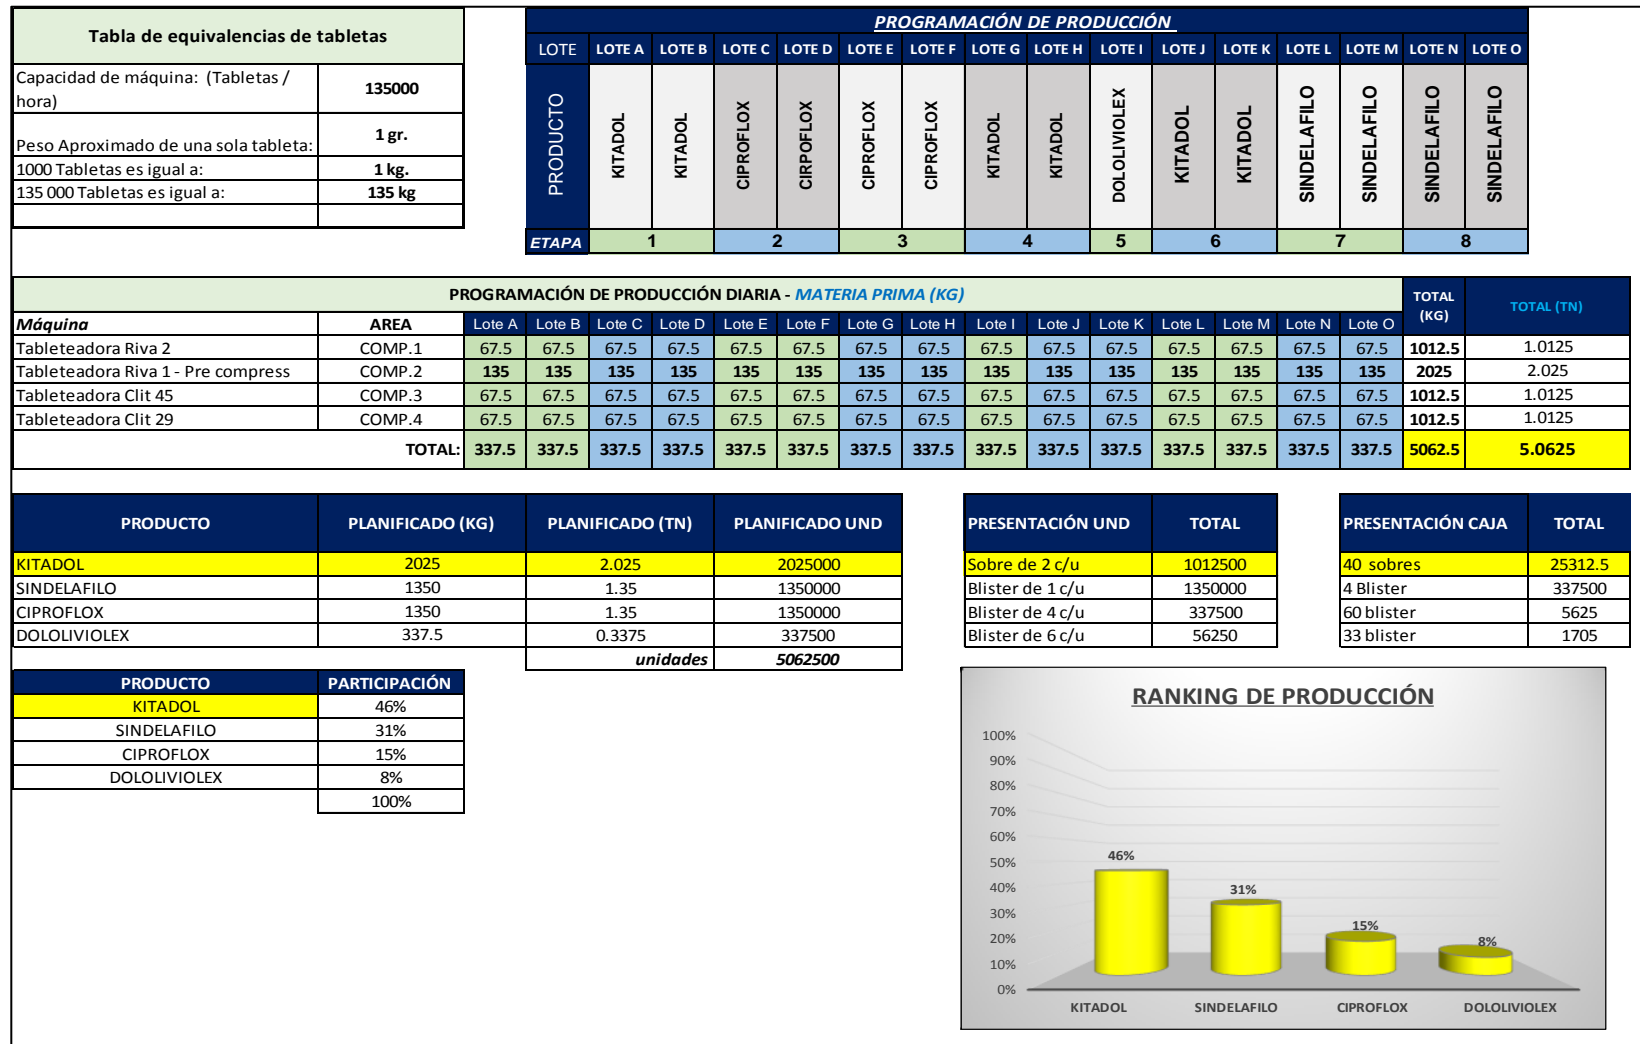 Tabla de equivalencias de tabletas
Capacidad de máquina: (Tabletas / hora) 135000
Peso Aproximado de una sola tableta: 1 gr.
1000 Tabletas es igual a: 1 kg.
135 000 Tabletas es igual a: 135 kg
PROGRAMACIÓN DE PRODUCCIÓN
LOTE LOTE A LOTE B LOTE C LOTE D LOTE E LOTE F LOTE G LOTE H LOTE I LOTE J LOTE K LOTE L LOTE M LOTE N LOTE O
PRODUCTO KITADOL KITADOL CIPROFLOX CIRPOFLOX CIPROFLOX CIPROFLOX KITADOL KITADOL DOLOLIVIOLEX KITADOL KITADOL SINDELAFILO SINDELAFILO SINDELAFILO SINDELAFILO
ETAPA 1 2 3 4 5 6 7 8
PROGRAMACIÓN DE PRODUCCIÓN DIARIA - MATERIA PRIMA (KG) TOTAL (KG) TOTAL (TN)
Máquina AREA Lote A Lote B Lote C Lote D Lote E Lote F Lote G Lote H Lote I Lote J Lote K Lote L Lote M Lote N Lote O
Tableteadora Riva 2 COMP.1 67.5 67.5 67.5 67.5 67.5 67.5 67.5 67.5 67.5 67.5 67.5 67.5 67.5 67.5 67.5 1012.5 1.0125
Tableteadora Riva 1 - Pre compress COMP.2 135 135 135 135 135 135 135 135 135 135 135 135 135 135 135 2025 2.025
Tableteadora Clit 45 COMP.3 67.5 67.5 67.5 67.5 67.5 67.5 67.5 67.5 67.5 67.5 67.5 67.5 67.5 67.5 67.5 1012.5 1.0125
Tableteadora Clit 29 COMP.4 67.5 67.5 67.5 67.5 67.5 67.5 67.5 67.5 67.5 67.5 67.5 67.5 67.5 67.5 67.5 1012.5 1.0125
TOTAL: 337.5 337.5 337.5 337.5 337.5 337.5 337.5 337.5 337.5 337.5 337.5 337.5 337.5 337.5 337.5 5062.5 5.0625
PRODUCTO PLANIFICADO (KG) PLANIFICADO (TN) PLANIFICADO UND
KITADOL 2025 2.025 2025000
SINDELAFILO 1350 1.35 1350000
CIPROFLOX 1350 1.35 1350000
DOLOLIVIOLEX 337.5 0.3375 337500
unidades 5062500
PRESENTACIÓN UND TOTAL
Sobre de 2 c/u 1012500
Blister de 1 c/u 1350000
Blister de 4 c/u 337500
Blister de 6 c/u 56250
PRESENTACIÓN CAJA TOTAL
40 sobres 25312.5
4 Blister 337500
60 blister 5625
33 blister 1705
PRODUCTO PARTICIPACIÓN
KITADOL 46%
SINDELAFILO 31%
CIPROFLOX 15%
DOLOLIVIOLEX 8%
100%
RANKING DE PRODUCCIÓN
100%
90%
80%
70%
60%
50%
40%
30%
20%
10%
0%
46%
31%
15%
8%
KITADOL SINDELAFILO CIPROFLOX DOLOLIVIOLEX